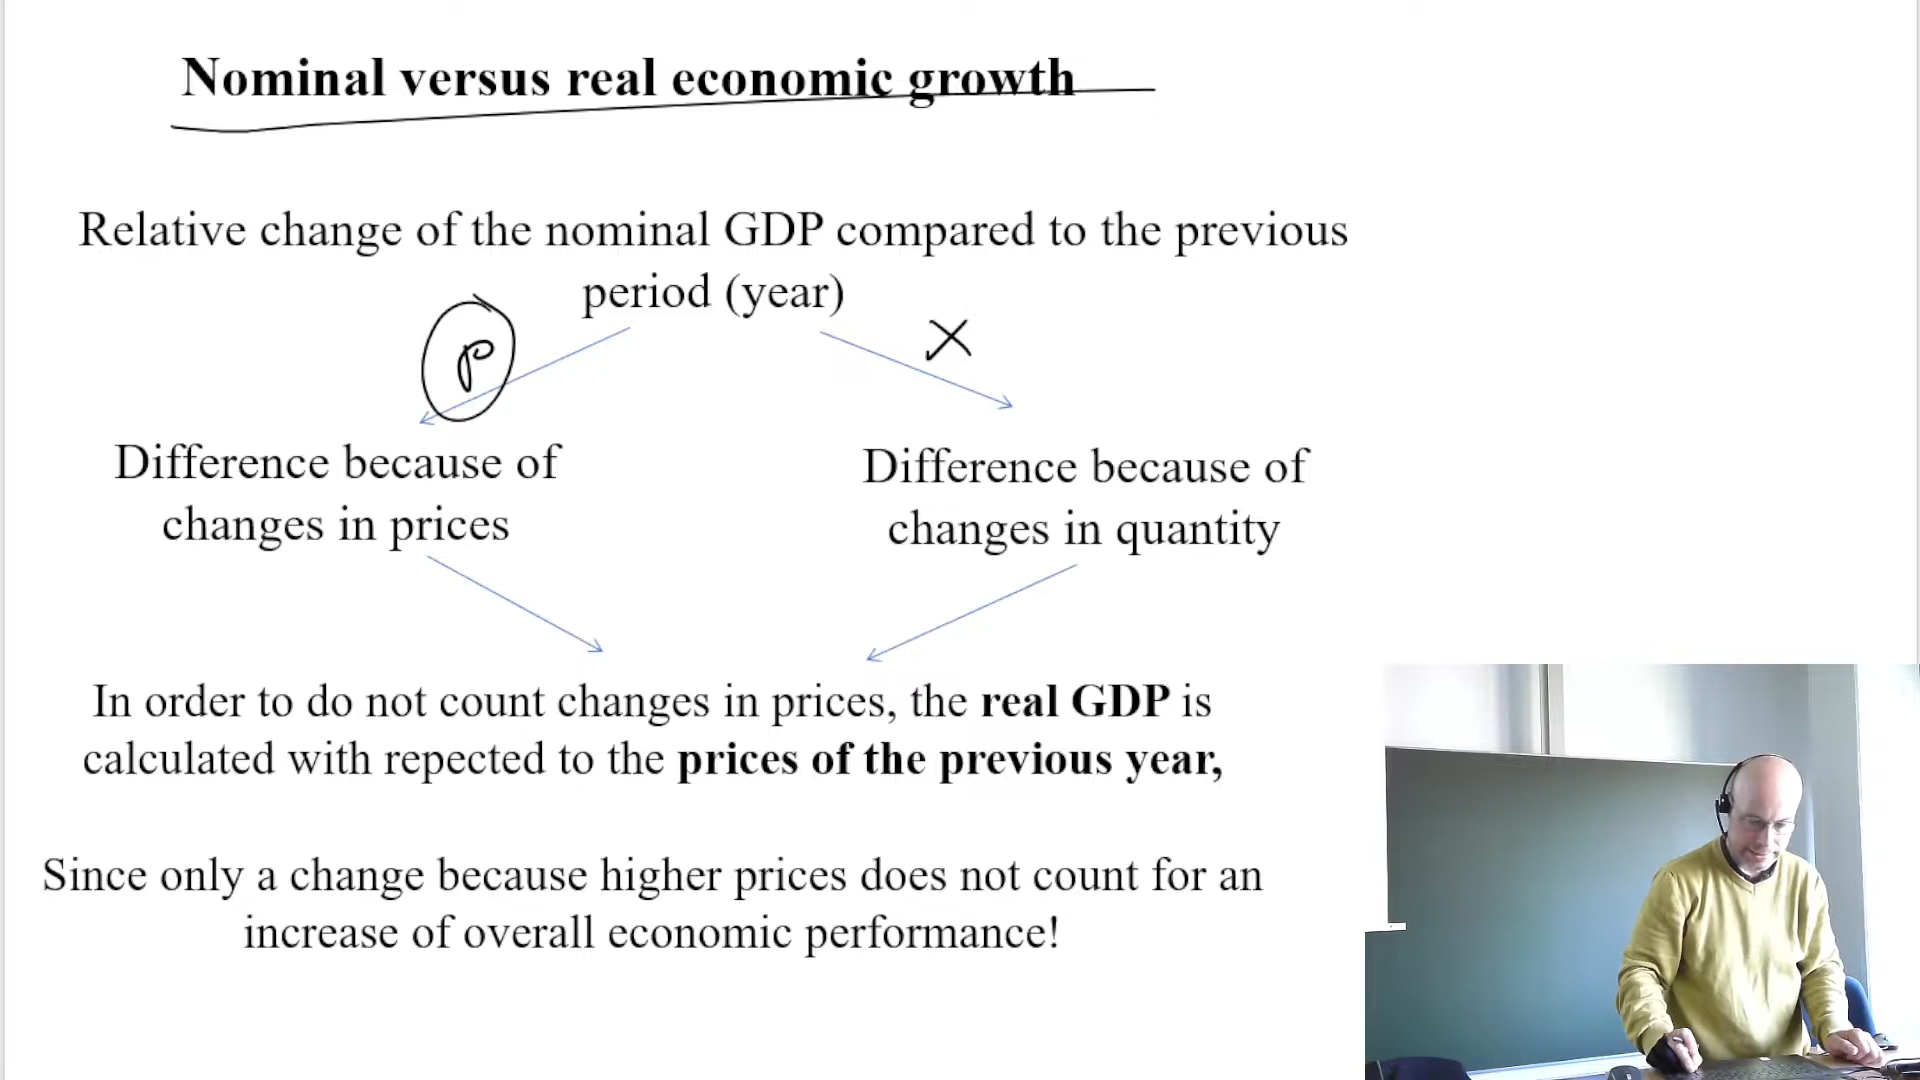 Nominal versus real economic growth
Relative change of the nominal GDP compared to the previous
period (year)
p
x
Difference because of
changes in prices
Difference because of
changes in quantity
In order to do not count changes in prices, the real GDP is
calculated with repected to the prices of the previous year,
Since only a change because higher prices does not count for an
increase of overall economic performance!